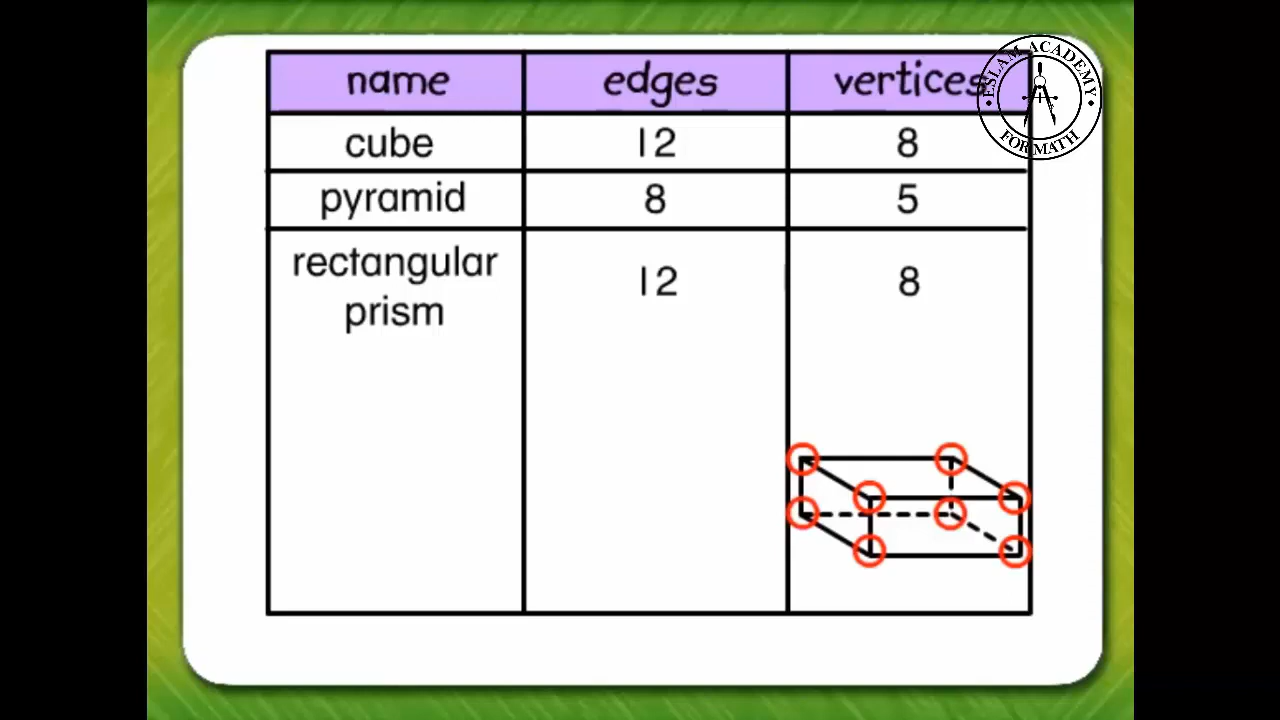 name edges vertices
cube 12 8
pyramid 8 5
rectangular
prism 12 8
ESLAM ACADEMY
FOR MATH